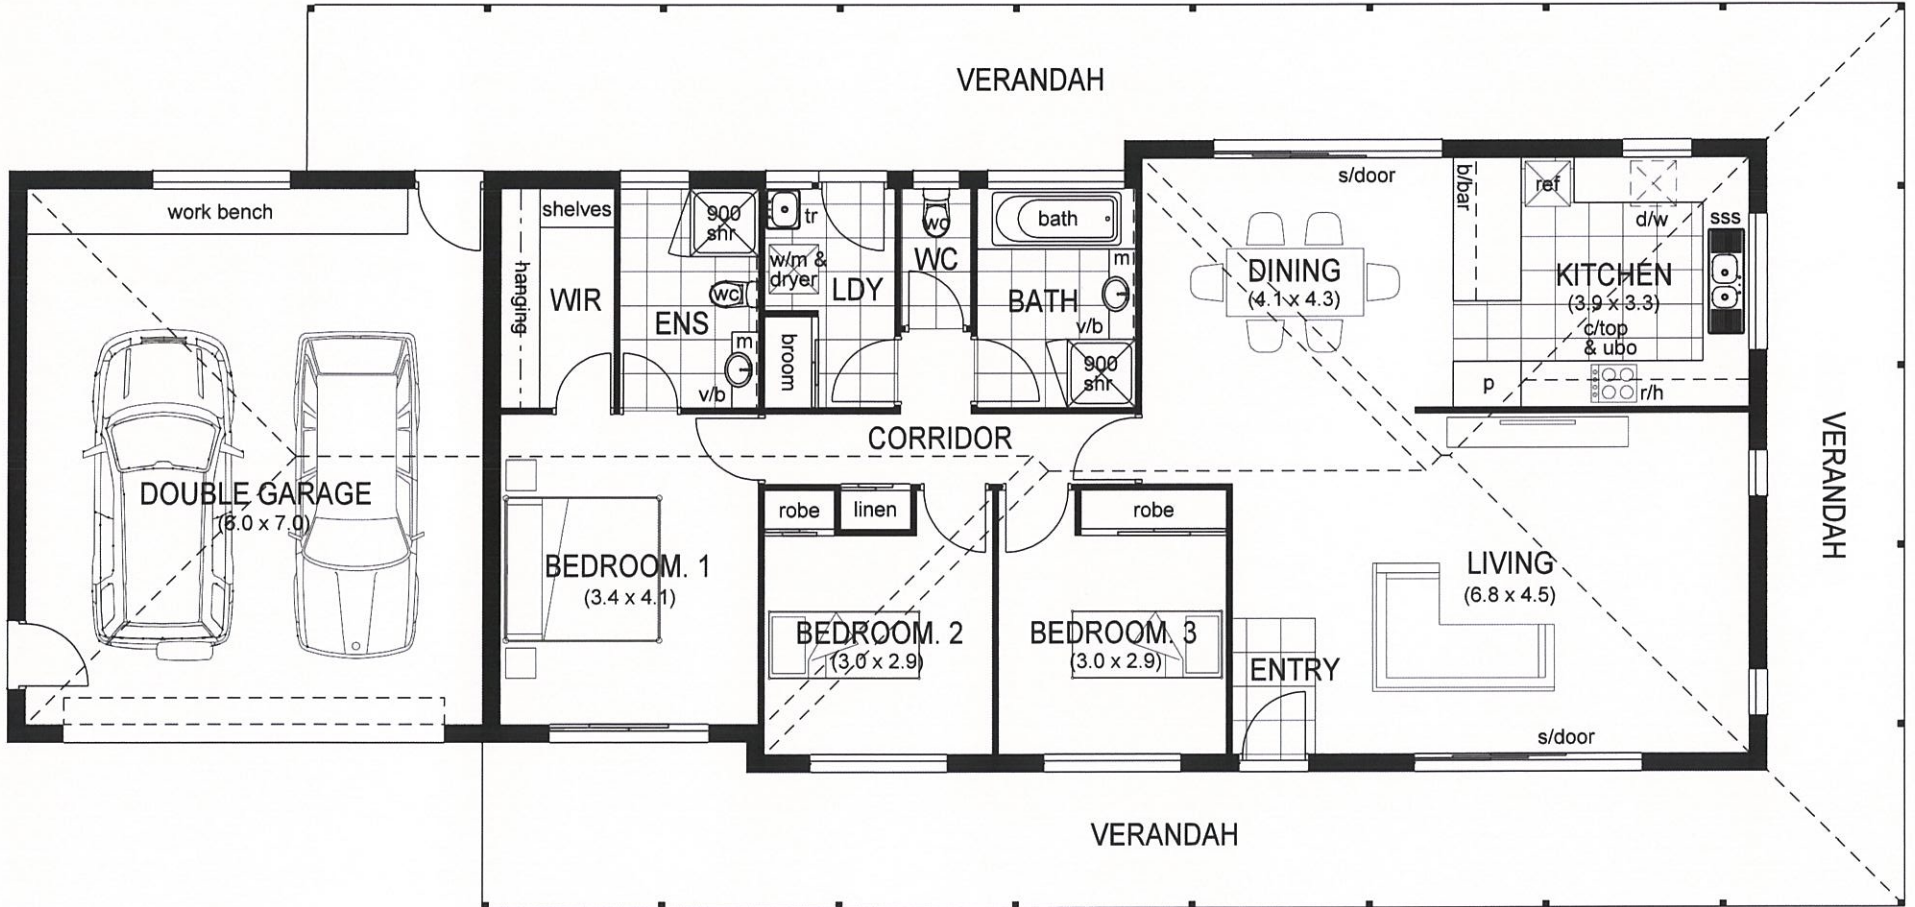 VERANDAH
work bench
DOUBLE GARAGE
(6.0 x 7.0)
hanging
shelves
WIR
900
shr
wc
ENS
m
v/b
tr
w/m &
dryer
LDY
broom
wc
WC
bath
m
BATH
v/b
900
shr
s/door
DINING
(4.1 x 4.3)
b/bar
ref
d/w
sss
KITCHEN
(3.9 x 3.3)
c/top
& ubo
p
r/h
CORRIDOR
BEDROOM. 1
(3.4 x 4.1)
robe
linen
BEDROOM. 2
(3.0 x 2.9)
robe
BEDROOM. 3
(3.0 x 2.9)
ENTRY
LIVING
(6.8 x 4.5)
s/door
VERANDAH
VERANDAH